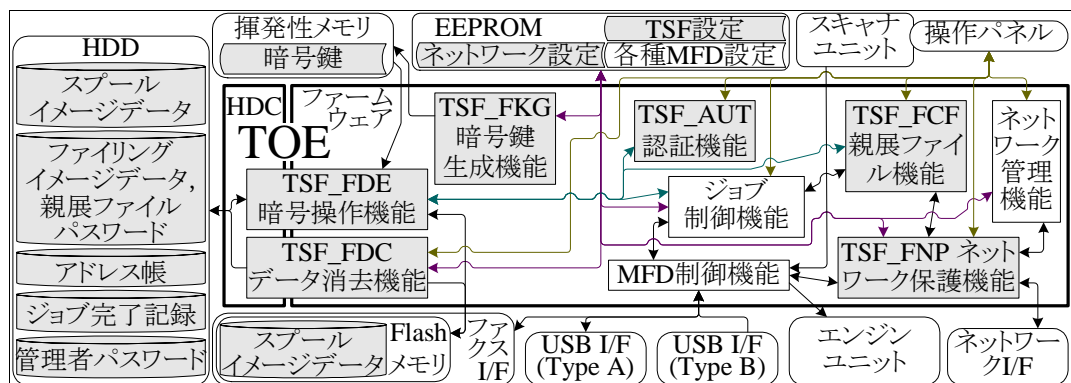 HDD
スプール
イメージデータ
ファイリング
イメージデータ,
親展ファイル
パスワード
アドレス帳
ジョブ完了記録
管理者パスワード
揮発性メモリ
暗号鍵
EEPROM
TSF設定
ネットワーク設定
各種MFD設定
スキャナ
ユニット
操作パネル
HDC
TOE
ファーム
ウェア
TSF_FKG
暗号鍵
生成機能
TSF_AUT
認証機能
TSF_FCF
親展ファイ
ル機能
ネット
ワーク
管理
機能
TSF_FDE
暗号操作機能
ジョブ
制御機能
TSF_FDC
データ消去機能
MFD制御機能
TSF_FNP ネット
ワーク保護機能
スプール
イメージデータ
Flash
メモリ
ファ
クス
I/F
USB I/F
(Type A)
USB I/F
(Type B)
エンジン
ユニット
ネットワー
クI/F